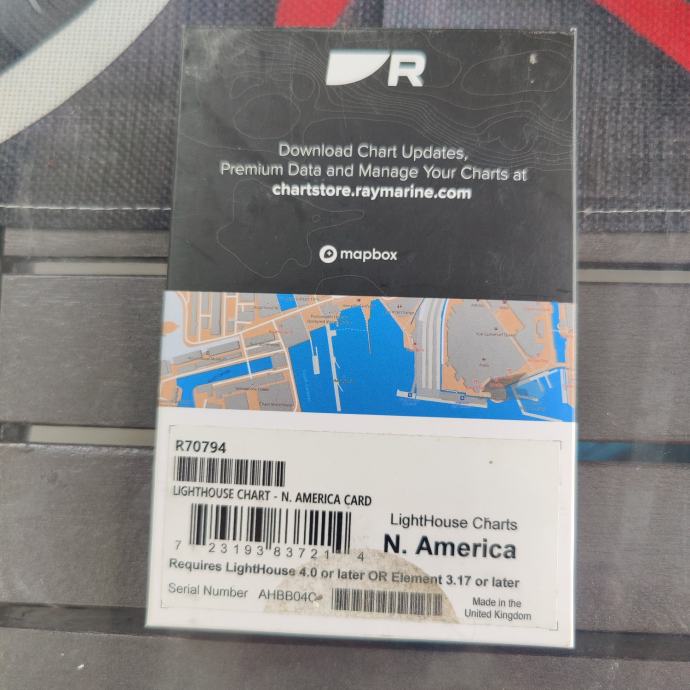 R
Download Chart Updates,
Premium Data and Manage Your Charts at
chartstore.raymarine.com
mapbox
R70794
LIGHTHOUSE CHART - N. AMERICA CARD
7 23193 83721 4
LightHouse Charts
N. America
Requires LightHouse 4.0 or later OR Element 3.17 or later
Serial Number AHBB04C
Made in the
United Kingdom